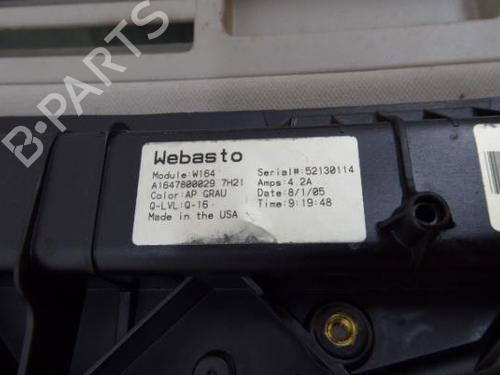 B-PARTS
Webasto
Module:W164 Serial#:52130114
A1647800029 7H21 Amps:4.2A
Color:AP GRAU Date:8/1/05
Q-LVL:Q-16 Time:9:19:48
Made in the USA